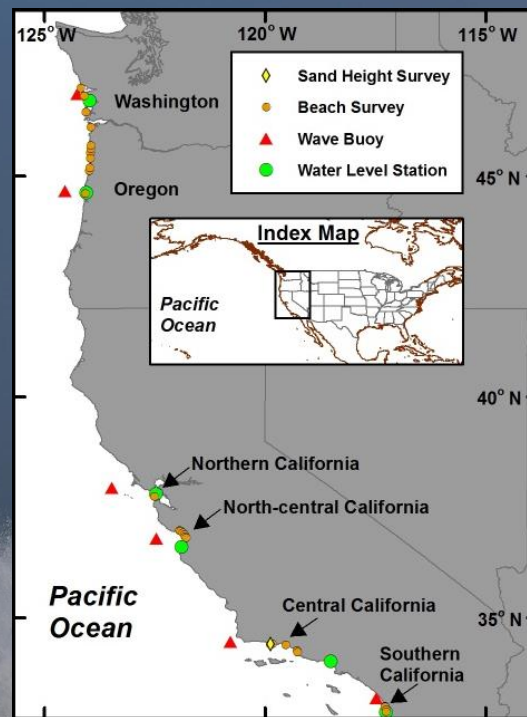 125° W
120° W
115° W
Sand Height Survey
Beach Survey
Wave Buoy
Water Level Station
Washington
Oregon
45° N
Index Map
Pacific
Ocean
40° N
Northern California
North-central California
Pacific
Ocean
Central California
35° N
Southern
California